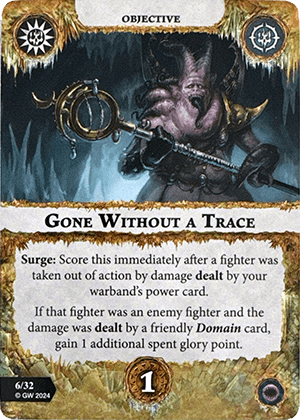 OBJECTIVE
GONE WITHOUT A TRACE
Surge: Score this immediately after a fighter was
taken out of action by damage dealt by your
warband's power card.
If that fighter was an enemy fighter and the
damage was dealt by a friendly Domain card,
gain 1 additional spent glory point.
6/32
© GW 2024
1